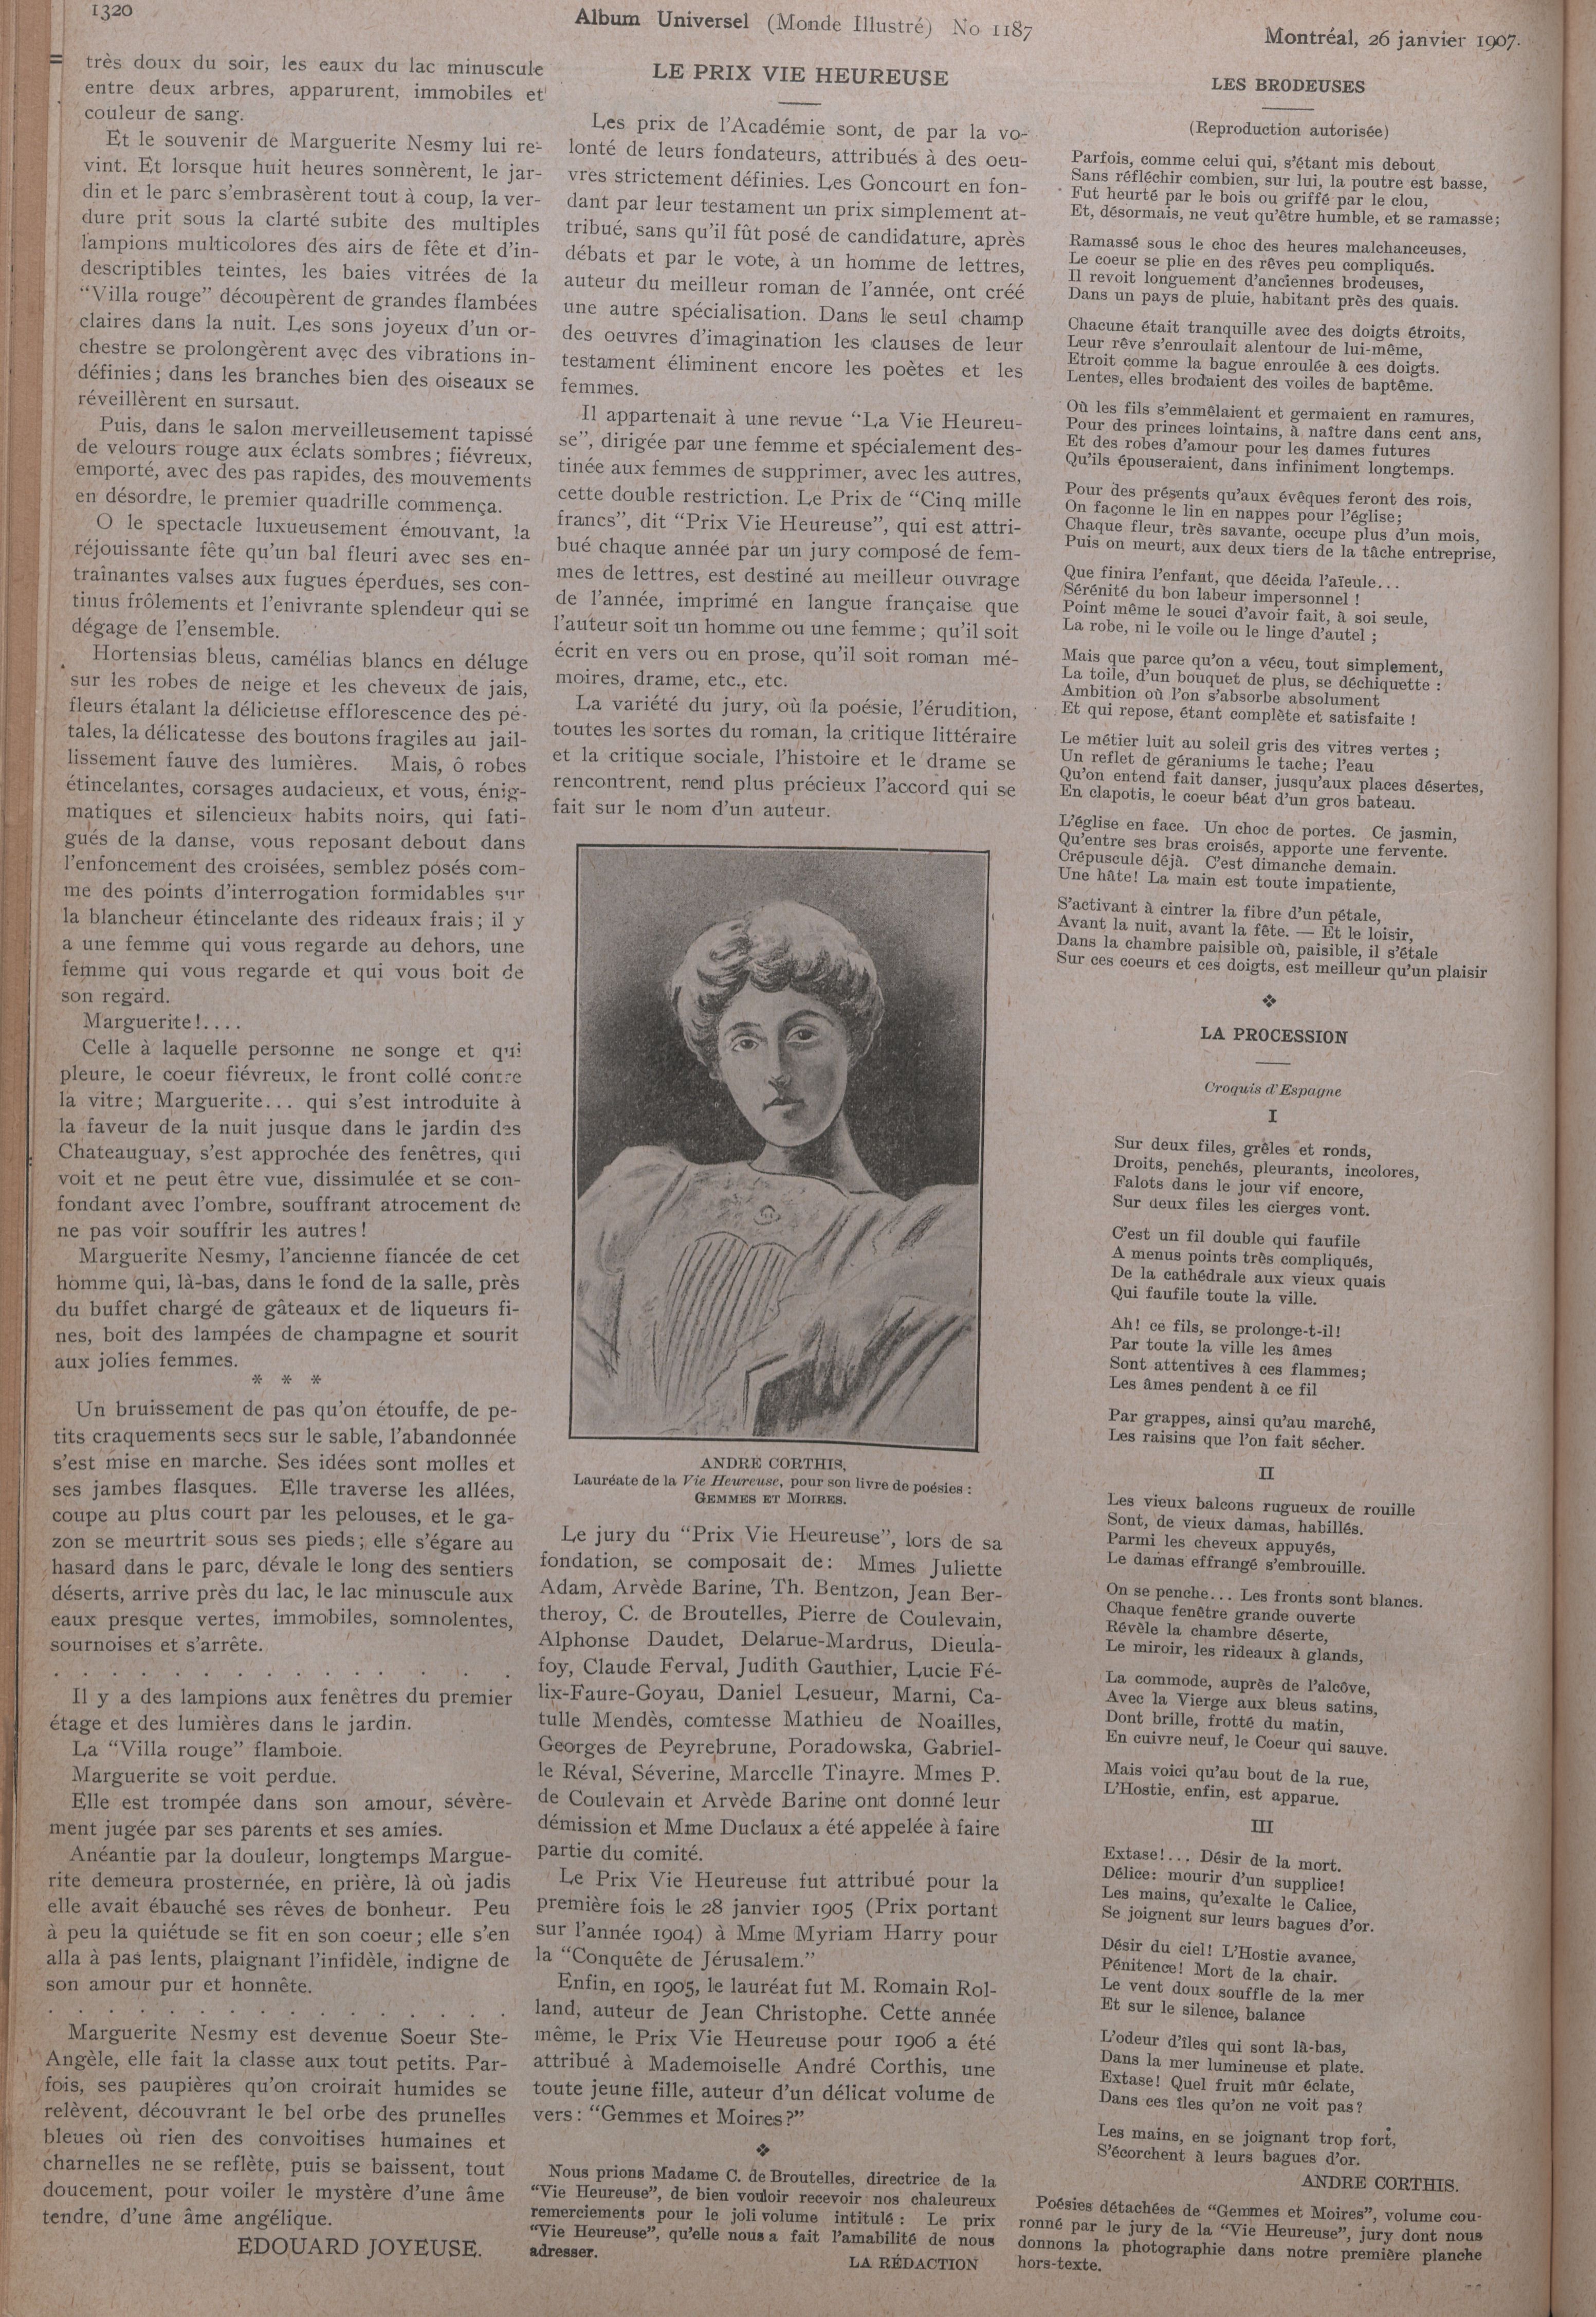 1320
Album Universel (Monde Illustré) No 1187
Montréal, 26 janvier 1907.
très doux du soir, les eaux du lac minuscule
entre deux arbres, apparurent, immobiles et
couleur de sang.
Et le souvenir de Marguerite Nesmy lui re-
vint. Et lorsque huit heures sonnèrent, le jar-
din et le parc s'embrasèrent tout à coup, la ver-
dure prit sous la clarté subite des multiples
lampions multicolores des airs de fête et d'in-
descriptibles teintes, les baies vitrées de la
"Villa rouge" découpèrent de grandes flambées
claires dans la nuit. Les sons joyeux d'un or-
chestre se prolongèrent avec des vibrations in-
définies; dans les branches bien des oiseaux se
réveillèrent en sursaut.
Puis, dans le salon merveilleusement tapissé
de velours rouge aux éclats sombres; fiévreux,
emporté, avec des pas rapides, des mouvements
en désordre, le premier quadrille commença.
O le spectacle luxueusement émouvant, la
réjouissante fête qu'un bal fleuri avec ses en-
traînantes valses aux fugues éperdues, ses con-
tinus frôlements et l'enivrante splendeur qui se
dégage de l'ensemble.
Hortensias bleus, camélias blancs en déluge
sur les robes de neige et les cheveux de jais,
fleurs étalant la délicieuse efflorescence des pé-
tales, la délicatesse des boutons fragiles au jail-
lissement fauve des lumières. Mais, ô robes
étincelantes, corsages audacieux, et vous, énig-
matiques et silencieux habits noirs, qui fati-
gués de la danse, vous reposant debout dans
l'enfoncement des croisées, semblez posés com-
me des points d'interrogation formidables sur
la blancheur étincelante des rideaux frais; il y
a une femme qui vous regarde au dehors, une
femme qui vous regarde et qui vous boit de
son regard.
Marguerite!....
Celle à laquelle personne ne songe et qui
pleure, le coeur fiévreux, le front collé contre
la vitre; Marguerite... qui s'est introduite à
la faveur de la nuit jusque dans le jardin des
Chateauguay, s'est approchée des fenêtres, qui
voit et ne peut être vue, dissimulée et se con-
fondant avec l'ombre, souffrant atrocement de
ne pas voir souffrir les autres!
Marguerite Nesmy, l'ancienne fiancée de cet
homme qui, là-bas, dans le fond de la salle, près
du buffet chargé de gâteaux et de liqueurs fi-
nes, boit des lampées de champagne et sourit
aux jolies femmes.
* * *
Un bruissement de pas qu'on étouffe, de pe-
tits craquements secs sur le sable, l'abandonnée
s'est mise en marche. Ses idées sont molles et
ses jambes flasques. Elle traverse les allées,
coupe au plus court par les pelouses, et le ga-
zon se meurtrit sous ses pieds; elle s'égare au
hasard dans le parc, dévale le long des sentiers
déserts, arrive près du lac, le lac minuscule aux
eaux presque vertes, immobiles, somnolentes,
sournoises et s'arrête.
. . . . . . . . . . . . .
Il y a des lampions aux fenêtres du premier
étage et des lumières dans le jardin.
La "Villa rouge" flamboie.
Marguerite se voit perdue.
Elle est trompée dans son amour, sévère-
ment jugée par ses parents et ses amies.
Anéantie par la douleur, longtemps Margue-
rite demeura prosternée, en prière, là où jadis
elle avait ébauché ses rêves de bonheur. Peu
à peu la quiétude se fit en son coeur; elle s'en
alla à pas lents, plaignant l'infidèle, indigne de
son amour pur et honnête.
. . . . . . . . . . . . .
Marguerite Nesmy est devenue Soeur Ste-
Angèle, elle fait la classe aux tout petits. Par-
fois, ses paupières qu'on croirait humides se
relèvent, découvrant le bel orbe des prunelles
bleues où rien des convoitises humaines et
charnelles ne se reflète, puis se baissent, tout
doucement, pour voiler le mystère d'une âme
tendre, d'une âme angélique.
EDOUARD JOYEUSE.
LE PRIX VIE HEUREUSE
Les prix de l'Académie sont, de par la vo-
lonté de leurs fondateurs, attribués à des oeu-
vres strictement définies. Les Goncourt en fon-
dant par leur testament un prix simplement at-
tribué, sans qu'il fût posé de candidature, après
débats et par le vote, à un homme de lettres,
auteur du meilleur roman de l'année, ont créé
une autre spécialisation. Dans le seul champ
des oeuvres d'imagination les clauses de leur
testament éliminent encore les poètes et les
femmes.
Il appartenait à une revue "La Vie Heureu-
se", dirigée par une femme et spécialement des-
tinée aux femmes de supprimer, avec les autres,
cette double restriction. Le Prix de "Cinq mille
francs", dit "Prix Vie Heureuse", qui est attri-
bué chaque année par un jury composé de fem-
mes de lettres, est destiné au meilleur ouvrage
de l'année, imprimé en langue française que
l'auteur soit un homme ou une femme; qu'il soit
écrit en vers ou en prose, qu'il soit roman mé-
moires, drame, etc., etc.
La variété du jury, où la poésie, l'érudition,
toutes les sortes du roman, la critique littéraire
et la critique sociale, l'histoire et le drame se
rencontrent, rend plus précieux l'accord qui se
fait sur le nom d'un auteur.
ANDRÉ CORTHIS,
Lauréate de la Vie Heureuse, pour son livre de poésies :
GEMMES ET MOIRES.
Le jury du "Prix Vie Heureuse", lors de sa
fondation, se composait de: Mmes Juliette
Adam, Arvède Barine, Th. Bentzon, Jean Ber-
theroy, C. de Broutelles, Pierre de Coulevain,
Alphonse Daudet, Delarue-Mardrus, Dieula-
foy, Claude Ferval, Judith Gauthier, Lucie Fé-
lix-Faure-Goyau, Daniel Lesueur, Marni, Ca-
tulle Mendès, comtesse Mathieu de Noailles,
Georges de Peyrebrune, Poradowska, Gabriel-
le Réval, Séverine, Marcelle Tinayre. Mmes P.
de Coulevain et Arvède Barine ont donné leur
démission et Mme Duclaux a été appelée à faire
partie du comité.
Le Prix Vie Heureuse fut attribué pour la
première fois le 28 janvier 1905 (Prix portant
sur l'année 1904) à Mme Myriam Harry pour
la "Conquête de Jérusalem."
Enfin, en 1905, le lauréat fut M. Romain Rol-
land, auteur de Jean Christophe. Cette année
même, le Prix Vie Heureuse pour 1906 a été
attribué à Mademoiselle André Corthis, une
toute jeune fille, auteur d'un délicat volume de
vers: "Gemmes et Moires?"
Nous prions Madame C. de Broutelles, directrice de la
"Vie Heureuse", de bien vouloir recevoir nos chaleureux
remerciements pour le joli volume intitulé : Le prix
"Vie Heureuse", qu'elle nous a fait l'amabilité de nous
adresser.
LA RÉDACTION
LES BRODEUSES
(Reproduction autorisée)
Parfois, comme celui qui, s'étant mis debout
Sans réfléchir combien, sur lui, la poutre est basse,
Fut heurté par le bois ou griffé par le clou,
Et, désormais, ne veut qu'être humble, et se ramasse;
Ramassé sous le choc des heures malchanceuses,
Le coeur se plie en des rêves peu compliqués.
Il revoit longuement d'anciennes brodeuses,
Dans un pays de pluie, habitant près des quais.
Chacune était tranquille avec des doigts étroits,
Leur rêve s'enroulait alentour de lui-même,
Etroit comme la bague enroulée à ces doigts.
Lentes, elles brodaient des voiles de baptême.
Où les fils s'emmêlaient et germaient en ramures,
Pour des princes lointains, à naître dans cent ans,
Et des robes d'amour pour les dames futures
Qu'ils épouseraient, dans infiniment longtemps.
Pour des présents qu'aux évêques feront des rois,
On façonne le lin en nappes pour l'église;
Chaque fleur, très savante, occupe plus d'un mois,
Puis on meurt, aux deux tiers de la tâche entreprise,
Que finira l'enfant, que décida l'aïeule...
Sérénité du bon labeur impersonnel !
Point même le souci d'avoir fait, à soi seule,
La robe, ni le voile ou le linge d'autel ;
Mais que parce qu'on a vécu, tout simplement,
La toile, d'un bouquet de plus, se déchiquette :
Ambition où l'on s'absorbe absolument
Et qui repose, étant complète et satisfaite !
Le métier luit au soleil gris des vitres vertes ;
Un reflet de géraniums le tache; l'eau
Qu'on entend fait danser, jusqu'aux places désertes,
En clapotis, le coeur béat d'un gros bateau.
L'église en face. Un choc de portes. Ce jasmin,
Qu'entre ses bras croisés, apporte une fervente.
Crépuscule déjà. C'est dimanche demain.
Une hâte! La main est toute impatiente,
S'activant à cintrer la fibre d'un pétale,
Avant la nuit, avant la fête. — Et le loisir,
Dans la chambre paisible où, paisible, il s'étale
Sur ces coeurs et ces doigts, est meilleur qu'un plaisir
LA PROCESSION
Croquis d'Espagne
I
Sur deux files, grêles et ronds,
Droits, penchés, pleurants, incolores,
Falots dans le jour vif encore,
Sur deux files les cierges vont.
C'est un fil double qui faufile
A menus points très compliqués,
De la cathédrale aux vieux quais
Qui faufile toute la ville.
Ah! ce fils, se prolonge-t-il!
Par toute la ville les âmes
Sont attentives à ces flammes;
Les âmes pendent à ce fil
Par grappes, ainsi qu'au marché,
Les raisins que l'on fait sécher.
II
Les vieux balcons rugueux de rouille
Sont, de vieux damas, habillés.
Parmi les cheveux appuyés,
Le damas effrangé s'embrouille.
On se penche... Les fronts sont blancs.
Chaque fenêtre grande ouverte
Révèle la chambre déserte,
Le miroir, les rideaux à glands,
La commode, auprès de l'alcôve,
Avec la Vierge aux bleus satins,
Dont brille, frotté du matin,
En cuivre neuf, le Coeur qui sauve.
Mais voici qu'au bout de la rue,
L'Hostie, enfin, est apparue.
III
Extase!... Désir de la mort.
Délice: mourir d'un supplice!
Les mains, qu'exalte le Calice,
Se joignent sur leurs bagues d'or.
Désir du ciel! L'Hostie avance,
Pénitence! Mort de la chair.
Le vent doux souffle de la mer
Et sur le silence, balance
L'odeur d'îles qui sont là-bas,
Dans la mer lumineuse et plate.
Extase! Quel fruit mûr éclate,
Dans ces îles qu'on ne voit pas?
Les mains, en se joignant trop fort,
S'écorchent à leurs bagues d'or.
ANDRE CORTHIS.
Poésies détachées de "Gemmes et Moires", volume cou-
ronné par le jury de la "Vie Heureuse", jury dont nous
donnons la photographie dans notre première planche
hors-texte.